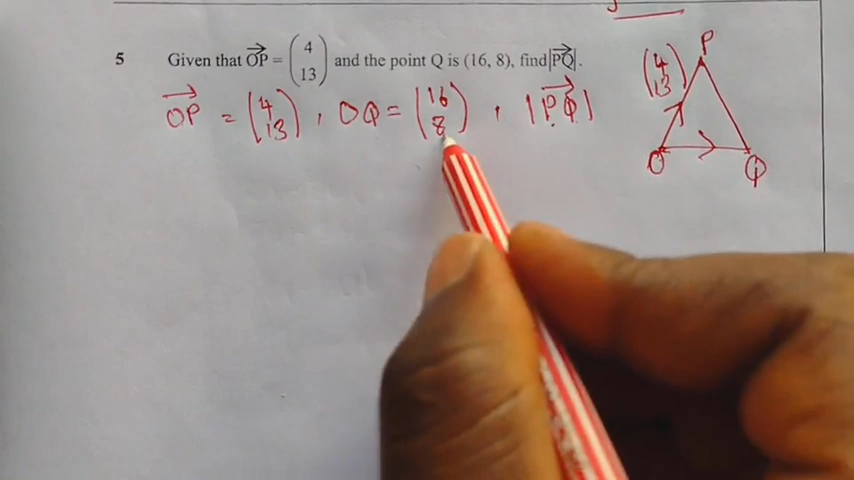 5 Given that OP = (4 13) and the point Q is (16, 8), find |PQ|.
OP = (4 13) , OQ = (16 8) , |PQ|
(4 13)
P
O
Q